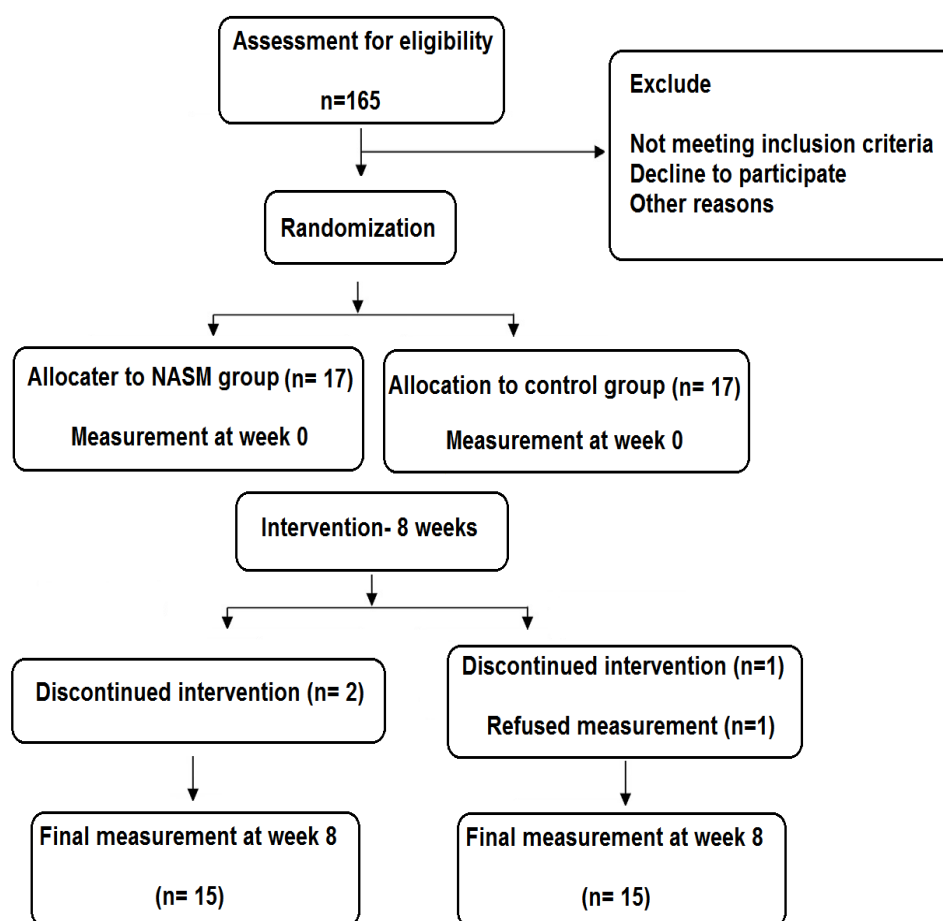 Assessment for eligibility
n=165
Exclude
Not meeting inclusion criteria
Decline to participate
Other reasons
Randomization
Allocater to NASM group (n= 17)
Measurement at week 0
Allocation to control group (n= 17)
Measurement at week 0
Intervention- 8 weeks
Discontinued intervention (n= 2)
Discontinued intervention (n=1)
Refused measurement (n=1)
Final measurement at week 8
(n= 15)
Final measurement at week 8
(n= 15)